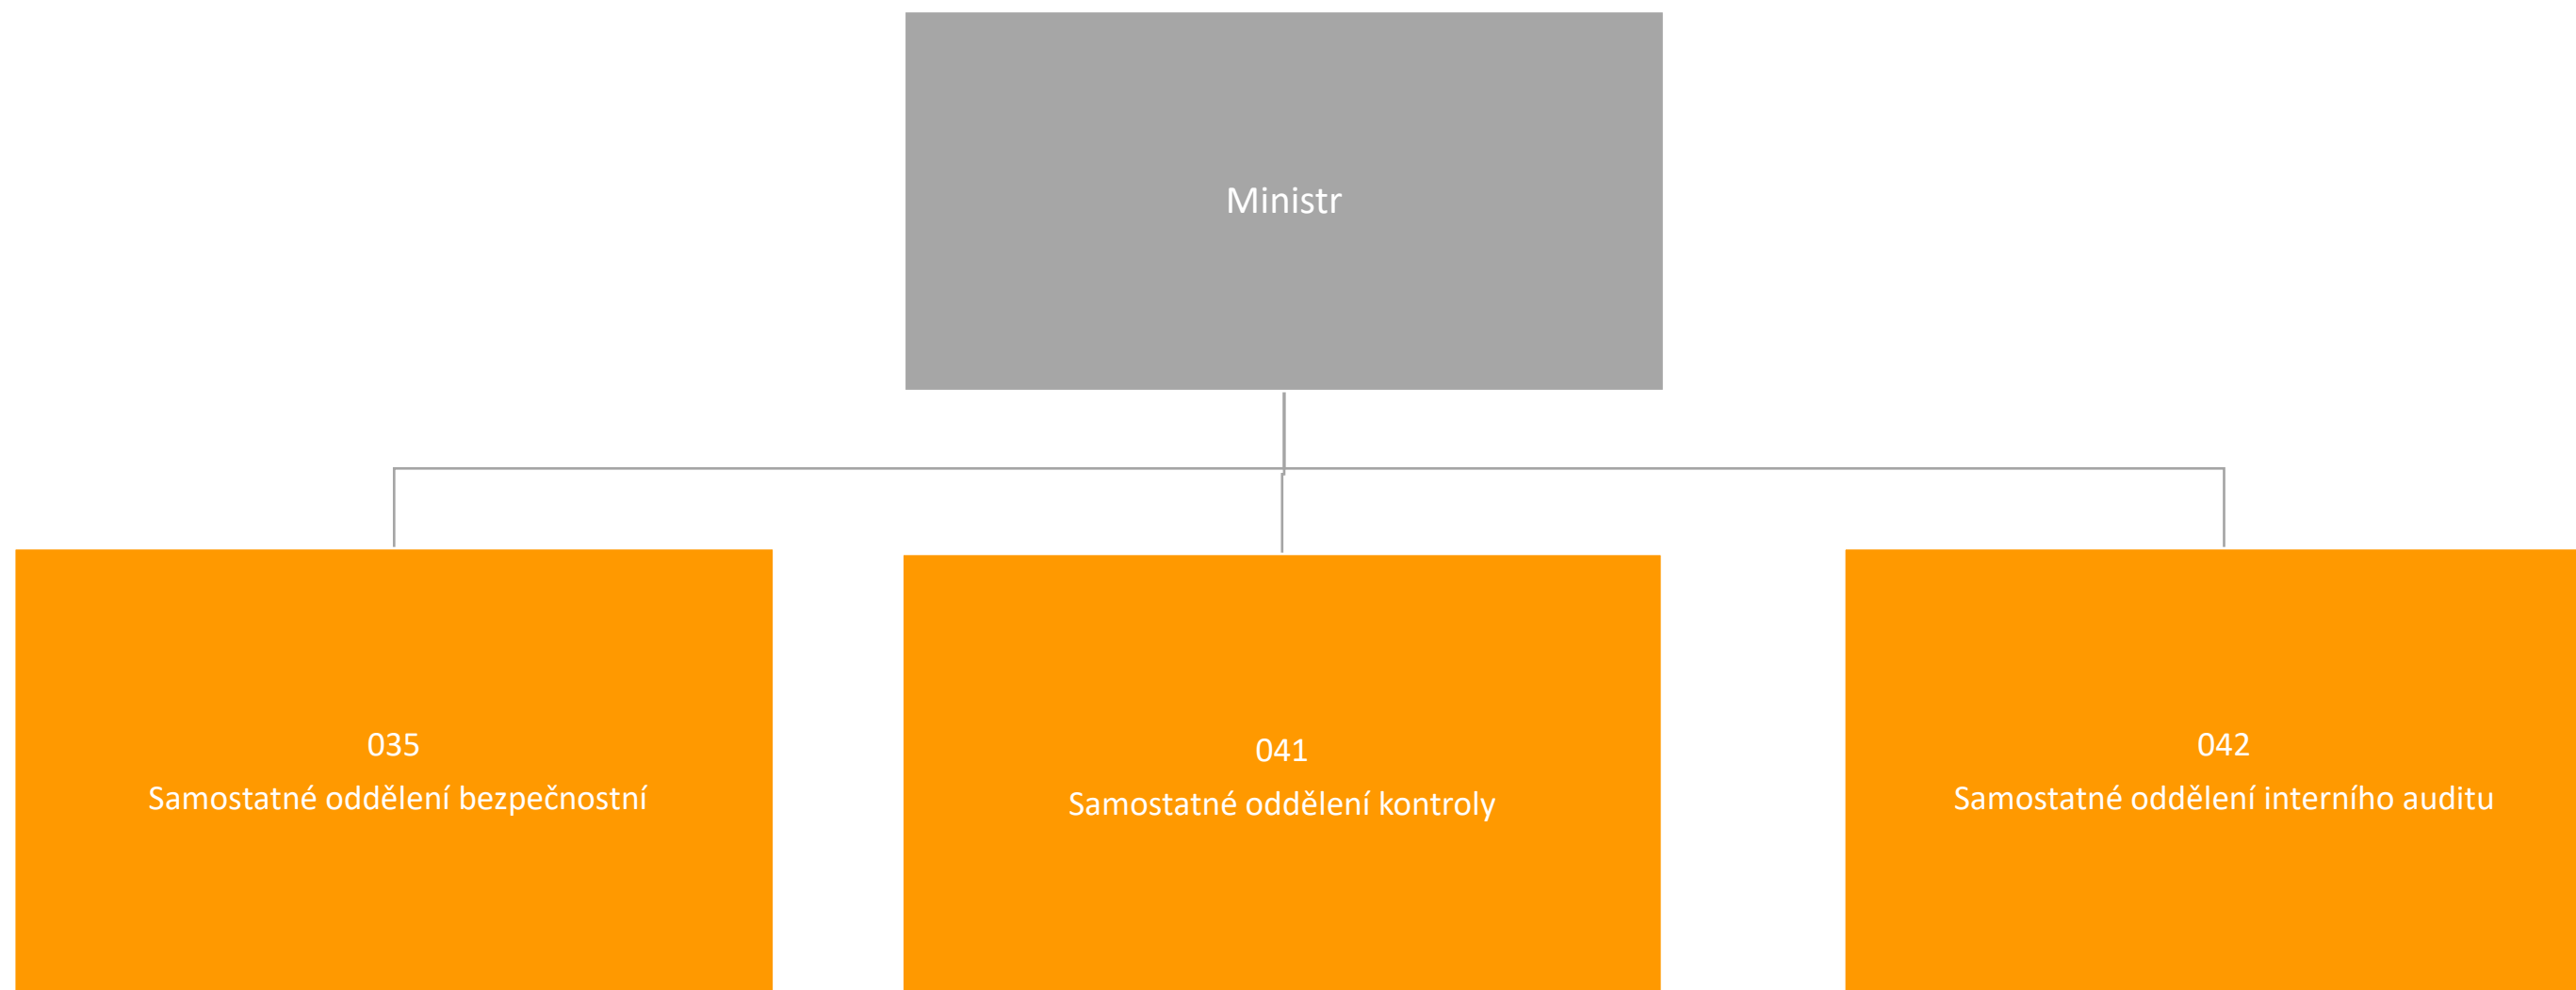 Ministr
035
Samostatné oddělení bezpečnostní
041
Samostatné oddělení kontroly
042
Samostatné oddělení interního auditu